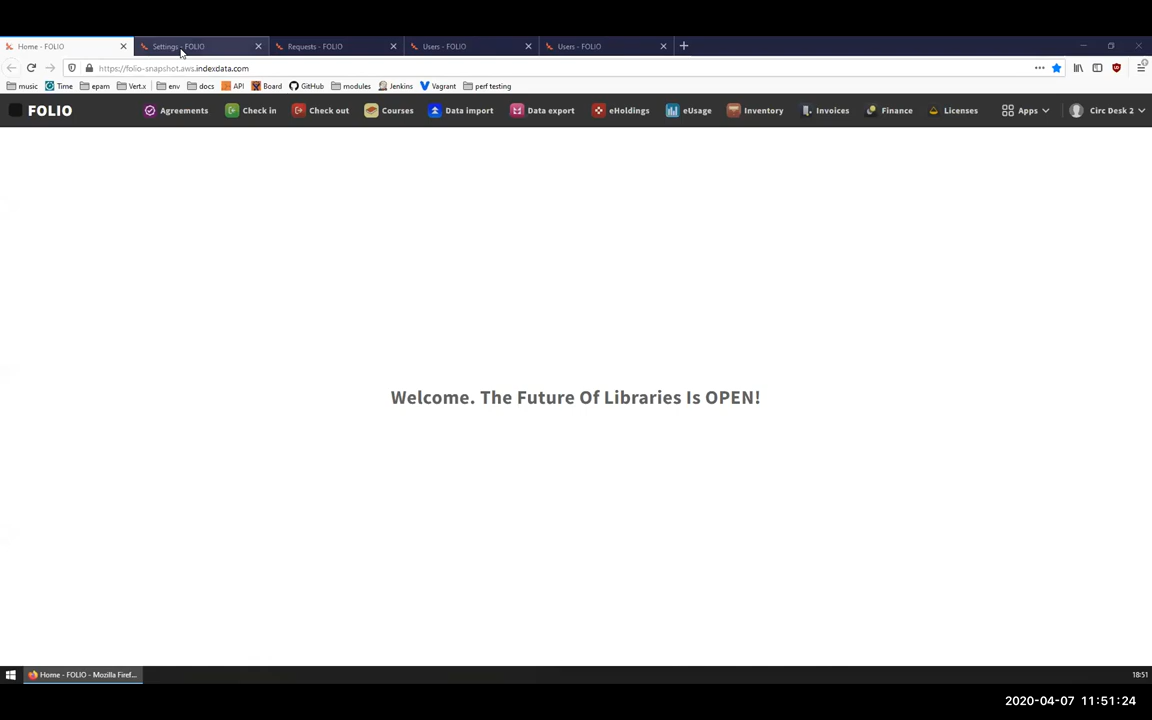 Home - FOLIO
Settings - FOLIO
Requests - FOLIO
Users - FOLIO
Users - FOLIO
https://folio-snapshot.aws.indexdata.com
music
Time
epam
Vert.x
env
docs
API
Board
GitHub
modules
Jenkins
Vagrant
perf testing
FOLIO
Agreements
Check in
Check out
Courses
Data import
Data export
eHoldings
eUsage
Inventory
Invoices
Finance
Licenses
Apps
Circ Desk 2
Welcome. The Future Of Libraries Is OPEN!
Home - FOLIO - Mozilla Firef...
18:51
2020-04-07 11:51:24